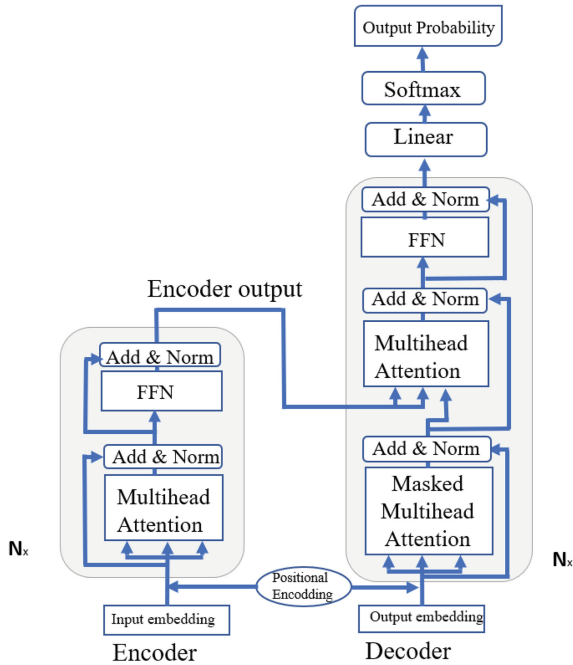 Output Probability
Softmax
Linear
Add & Norm
FFN
Add & Norm
Multihead
Attention
Add & Norm
Masked
Multihead
Attention
Encoder output
Add & Norm
FFN
Add & Norm
Multihead
Attention
Nx
Nx
Positional
Encodding
Input embedding
Output embedding
Encoder
Decoder